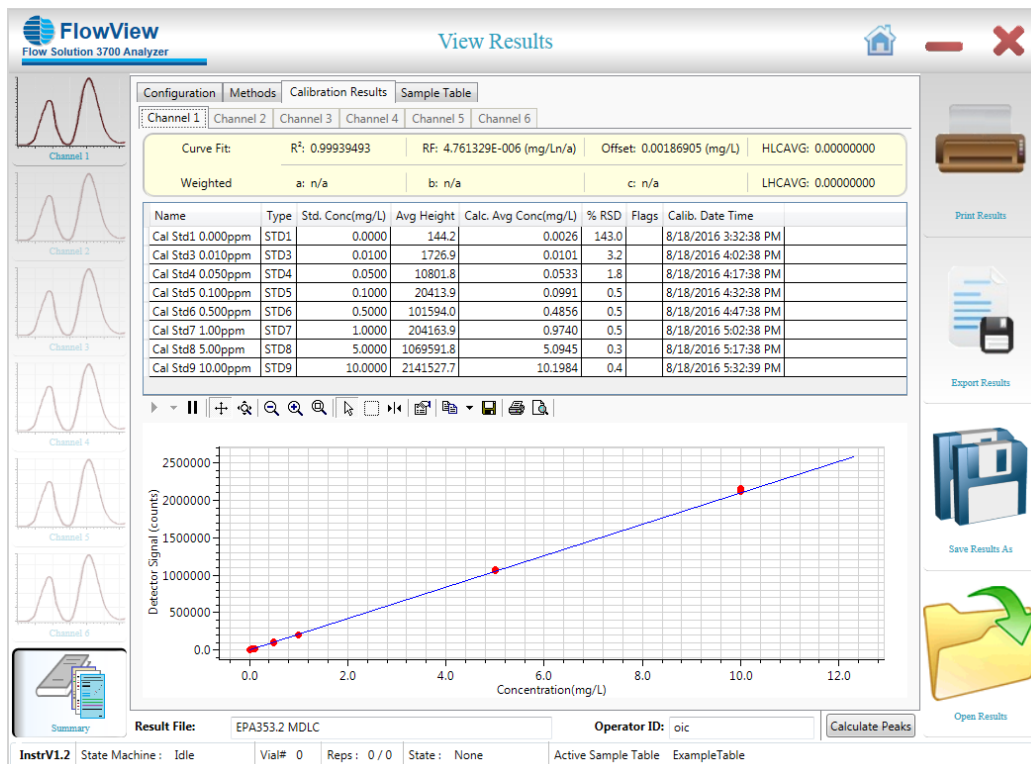 FlowView
Flow Solution 3700 Analyzer
View Results
Channel 1
Channel 2
Channel 3
Channel 4
Channel 5
Channel 6
Summary
Configuration Methods Calibration Results Sample Table
Channel 1 Channel 2 Channel 3 Channel 4 Channel 5 Channel 6
Curve Fit: R²: 0.99939493 RF: 4.761329E-006 (mg/Ln/a) Offset: 0.00186905 (mg/L) HLCAVG: 0.00000000
Weighted a: n/a b: n/a c: n/a LHCAVG: 0.00000000
Name Type Std. Conc(mg/L) Avg Height Calc. Avg Conc(mg/L) % RSD Flags Calib. Date Time
Cal Std1 0.000ppm STD1 0.0000 144.2 0.0026 143.0 8/18/2016 3:32:38 PM
Cal Std3 0.010ppm STD3 0.0100 1726.9 0.0101 3.2 8/18/2016 4:02:38 PM
Cal Std4 0.050ppm STD4 0.0500 10801.8 0.0533 1.8 8/18/2016 4:17:38 PM
Cal Std5 0.100ppm STD5 0.1000 20413.9 0.0991 0.5 8/18/2016 4:32:38 PM
Cal Std6 0.500ppm STD6 0.5000 101594.0 0.4856 0.5 8/18/2016 4:47:38 PM
Cal Std7 1.00ppm STD7 1.0000 204163.9 0.9740 0.5 8/18/2016 5:02:38 PM
Cal Std8 5.00ppm STD8 5.0000 1069591.8 5.0945 0.3 8/18/2016 5:17:38 PM
Cal Std9 10.00ppm STD9 10.0000 2141527.7 10.1984 0.4 8/18/2016 5:32:39 PM
Detector Signal (counts)
2500000
2000000
1500000
1000000
500000
0.0
0.0 2.0 4.0 6.0 8.0 10.0 12.0
Concentration(mg/L)
Print Results
Export Results
Save Results As
Open Results
Result File: EPA353.2 MDLC Operator ID: oic Calculate Peaks
InstrV1.2 State Machine : Idle Vial# 0 Reps : 0 / 0 State : None Active Sample Table ExampleTable